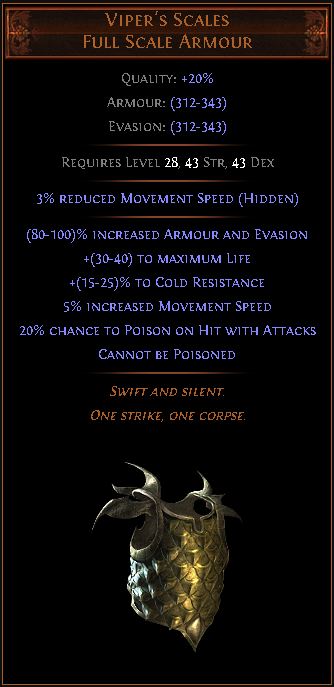 Viper's Scales
Full Scale Armour
Quality: +20%
Armour: (312-343)
Evasion: (312-343)
Requires Level 28, 43 Str, 43 Dex
3% reduced Movement Speed (Hidden)
(80-100)% increased Armour and Evasion
+(30-40) to maximum Life
+(15-25)% to Cold Resistance
5% increased Movement Speed
20% chance to Poison on Hit with Attacks
Cannot be Poisoned
Swift and silent.
One strike, one corpse.